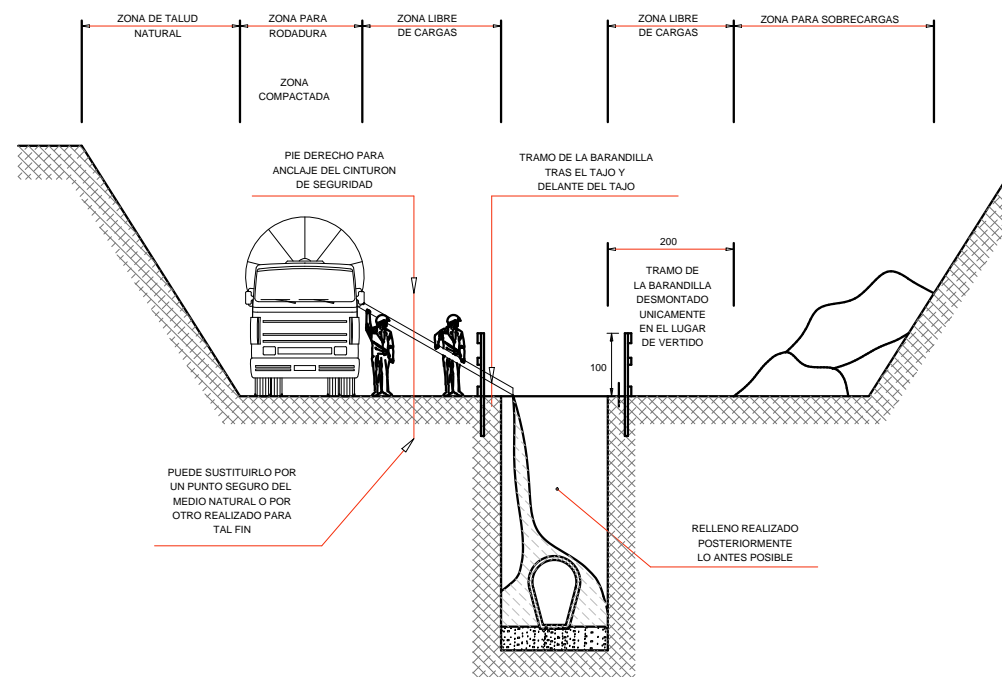 ZONA DE TALUD
NATURAL
ZONA PARA
RODADURA
ZONA LIBRE
DE CARGAS
ZONA LIBRE
DE CARGAS
ZONA PARA SOBRECARGAS
ZONA
COMPACTADA
PIE DERECHO PARA
ANCLAJE DEL CINTURON
DE SEGURIDAD
TRAMO DE LA BARANDILLA
TRAS EL TAJO Y
DELANTE DEL TAJO
200
TRAMO DE
LA BARANDILLA
DESMONTADO
UNICAMENTE
EN EL LUGAR
DE VERTIDO
100
PUEDE SUSTITUIRLO POR
UN PUNTO SEGURO DEL
MEDIO NATURAL O POR
OTRO REALIZADO PARA
TAL FIN
RELLENO REALIZADO
POSTERIORMENTE
LO ANTES POSIBLE